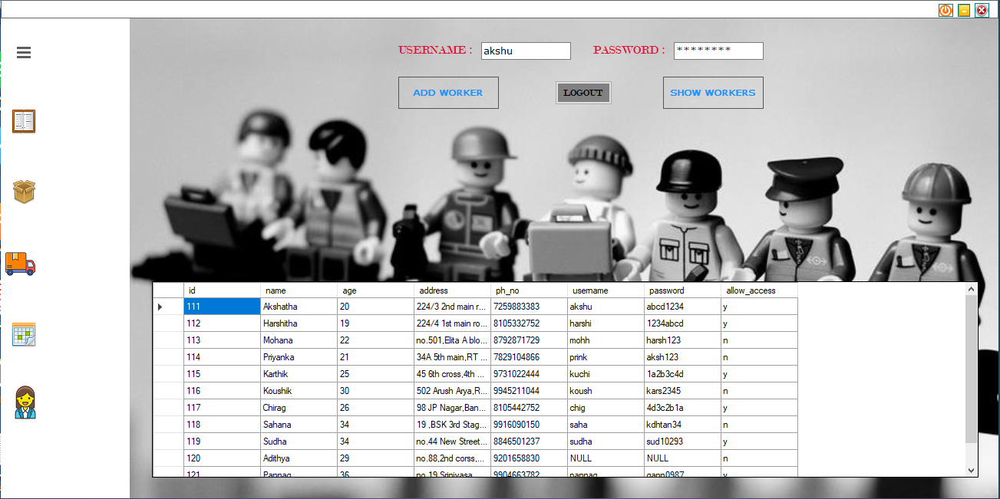 USERNAME : akshu PASSWORD : ********
ADD WORKER LOGOUT SHOW WORKERS
id name age address ph_no username password allow_access
111 Akshatha 20 224/3 2nd main r... 7259883383 akshu abcd1234 y
112 Harshitha 19 224/4 1st main ro... 8105332752 harshi 1234abcd y
113 Mohana 22 no.501,Elita A blo... 8792871729 mohh harsh123 n
114 Priyanka 21 34A 5th main,RT ... 7829104866 prink aksh123 n
115 Karthik 25 45 6th cross,4th ... 9731022444 kuchi 1a2b3c4d y
116 Koushik 30 502 Arush Arya,R... 9945211044 koush kars2345 n
117 Chirag 26 98 JP Nagar,Ban... 8105442752 chig 4d3c2b1a y
118 Sahana 34 19 ,BSK 3rd Stag... 9916090150 saha kdhtan34 n
119 Sudha 34 no.44 New Street... 8846501237 sudha sud10293 y
120 Adithya 29 no.88,2nd corss,... 9201658830 NULL NULL n
121 36 no 19 Srinivasa 9904663782 y